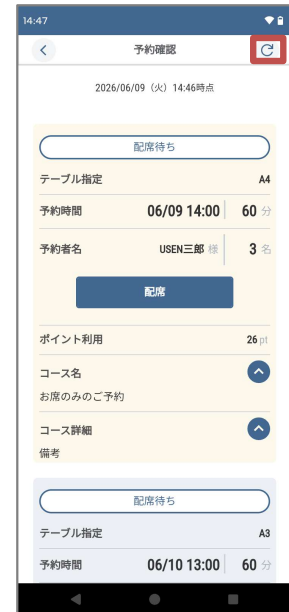 14:47
予約確認
2026/06/09（火）14:46時点
配席待ち
テーブル指定 A4
予約時間 06/09 14:00 60 分
予約者名 USEN三郎 様 3 名
配席
ポイント利用 26 pt
コース名
お席のみのご予約
コース詳細
備考
配席待ち
テーブル指定 A3
予約時間 06/10 13:00 60 分